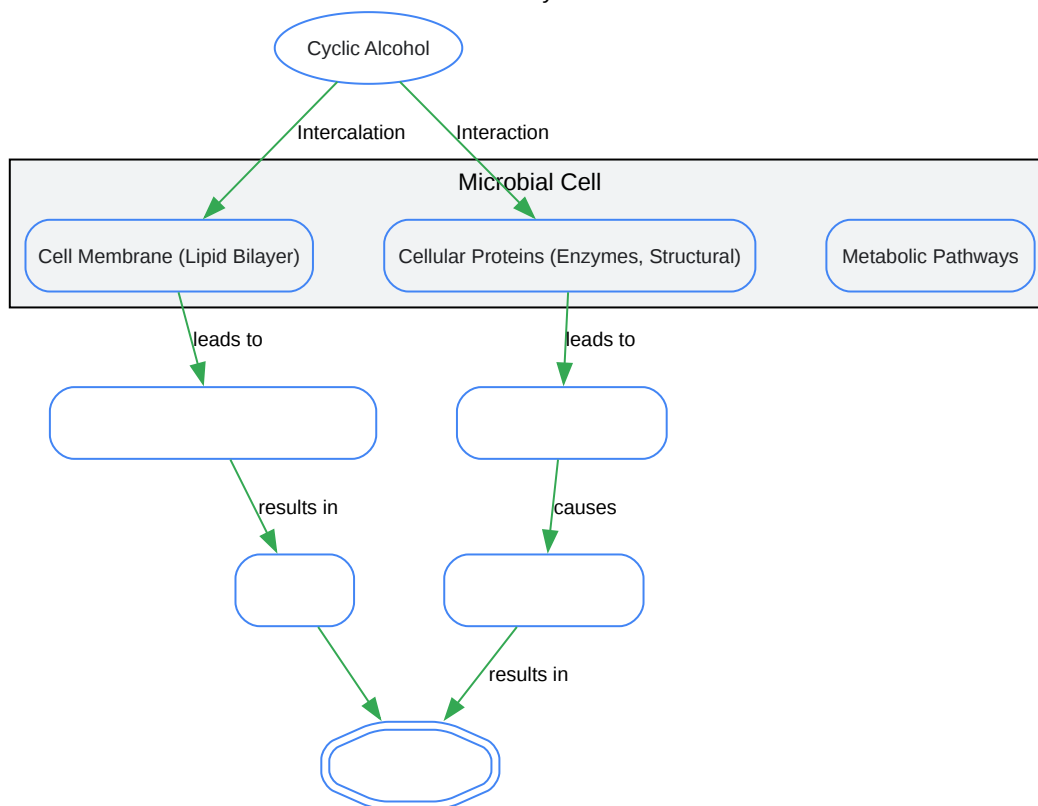 Cyclic Alcohol
Intercalation
Interaction
Microbial Cell
Cell Membrane (Lipid Bilayer)
Cellular Proteins (Enzymes, Structural)
Metabolic Pathways
leads to
leads to
results in
causes
results in